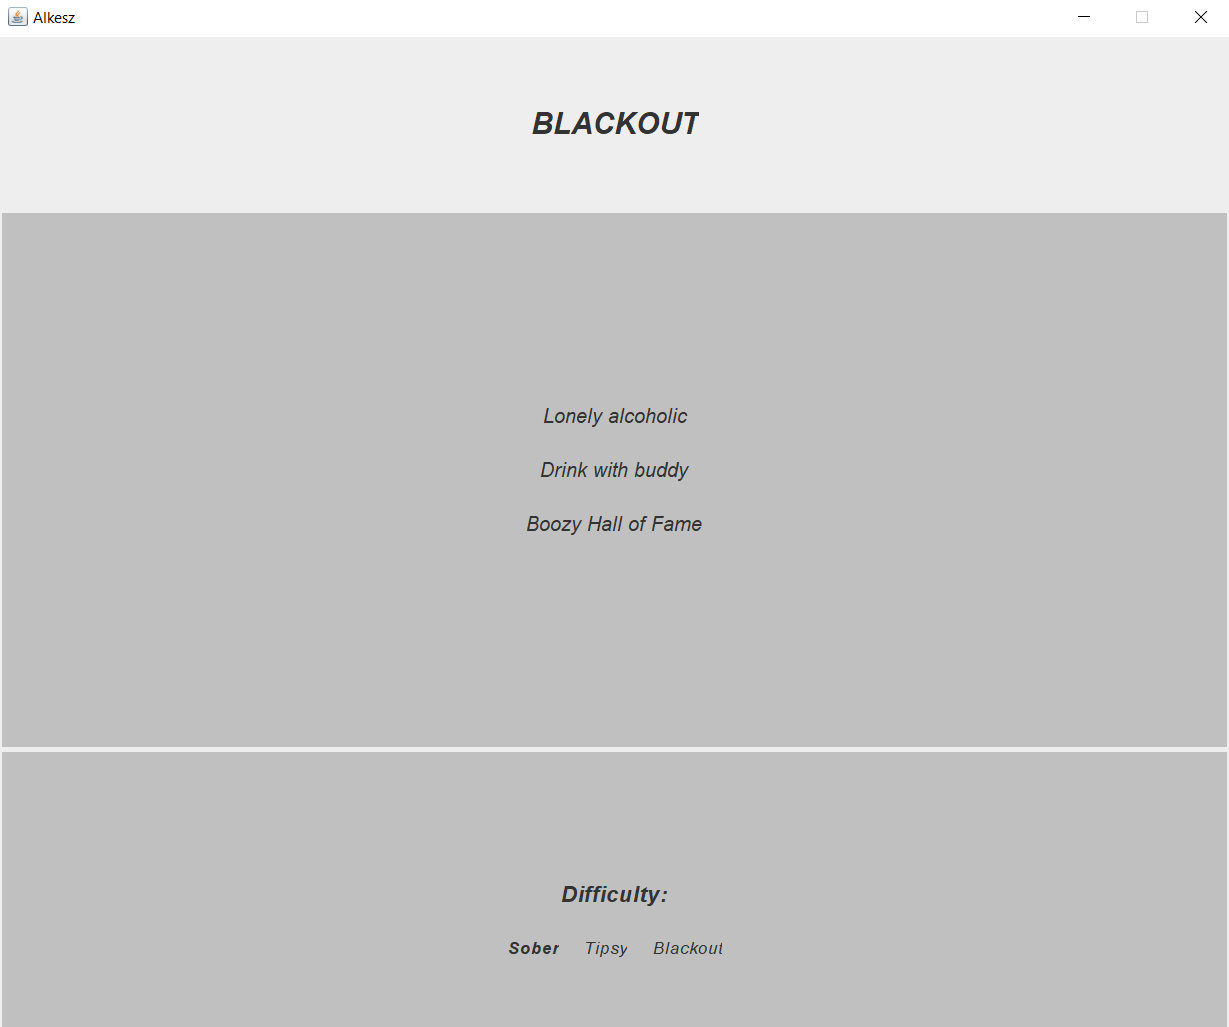 Alkesz
BLACKOUT
Lonely alcoholic
Drink with buddy
Boozy Hall of Fame
Difficulty:
Sober Tipsy Blackout